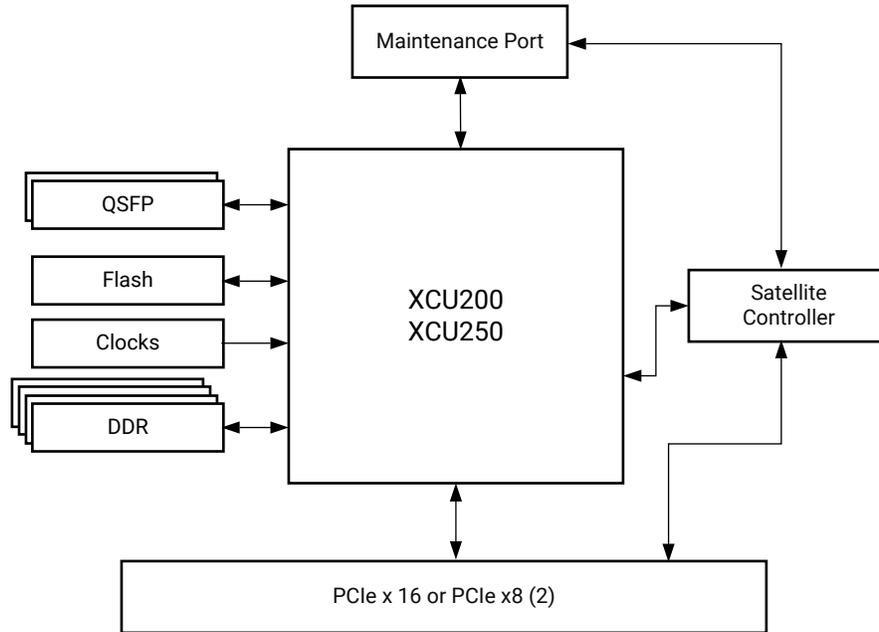 Maintenance Port
QSFP
Flash
Clocks
DDR
XCU200
XCU250
Satellite
Controller
PCIe x 16 or PCIe x8 (2)